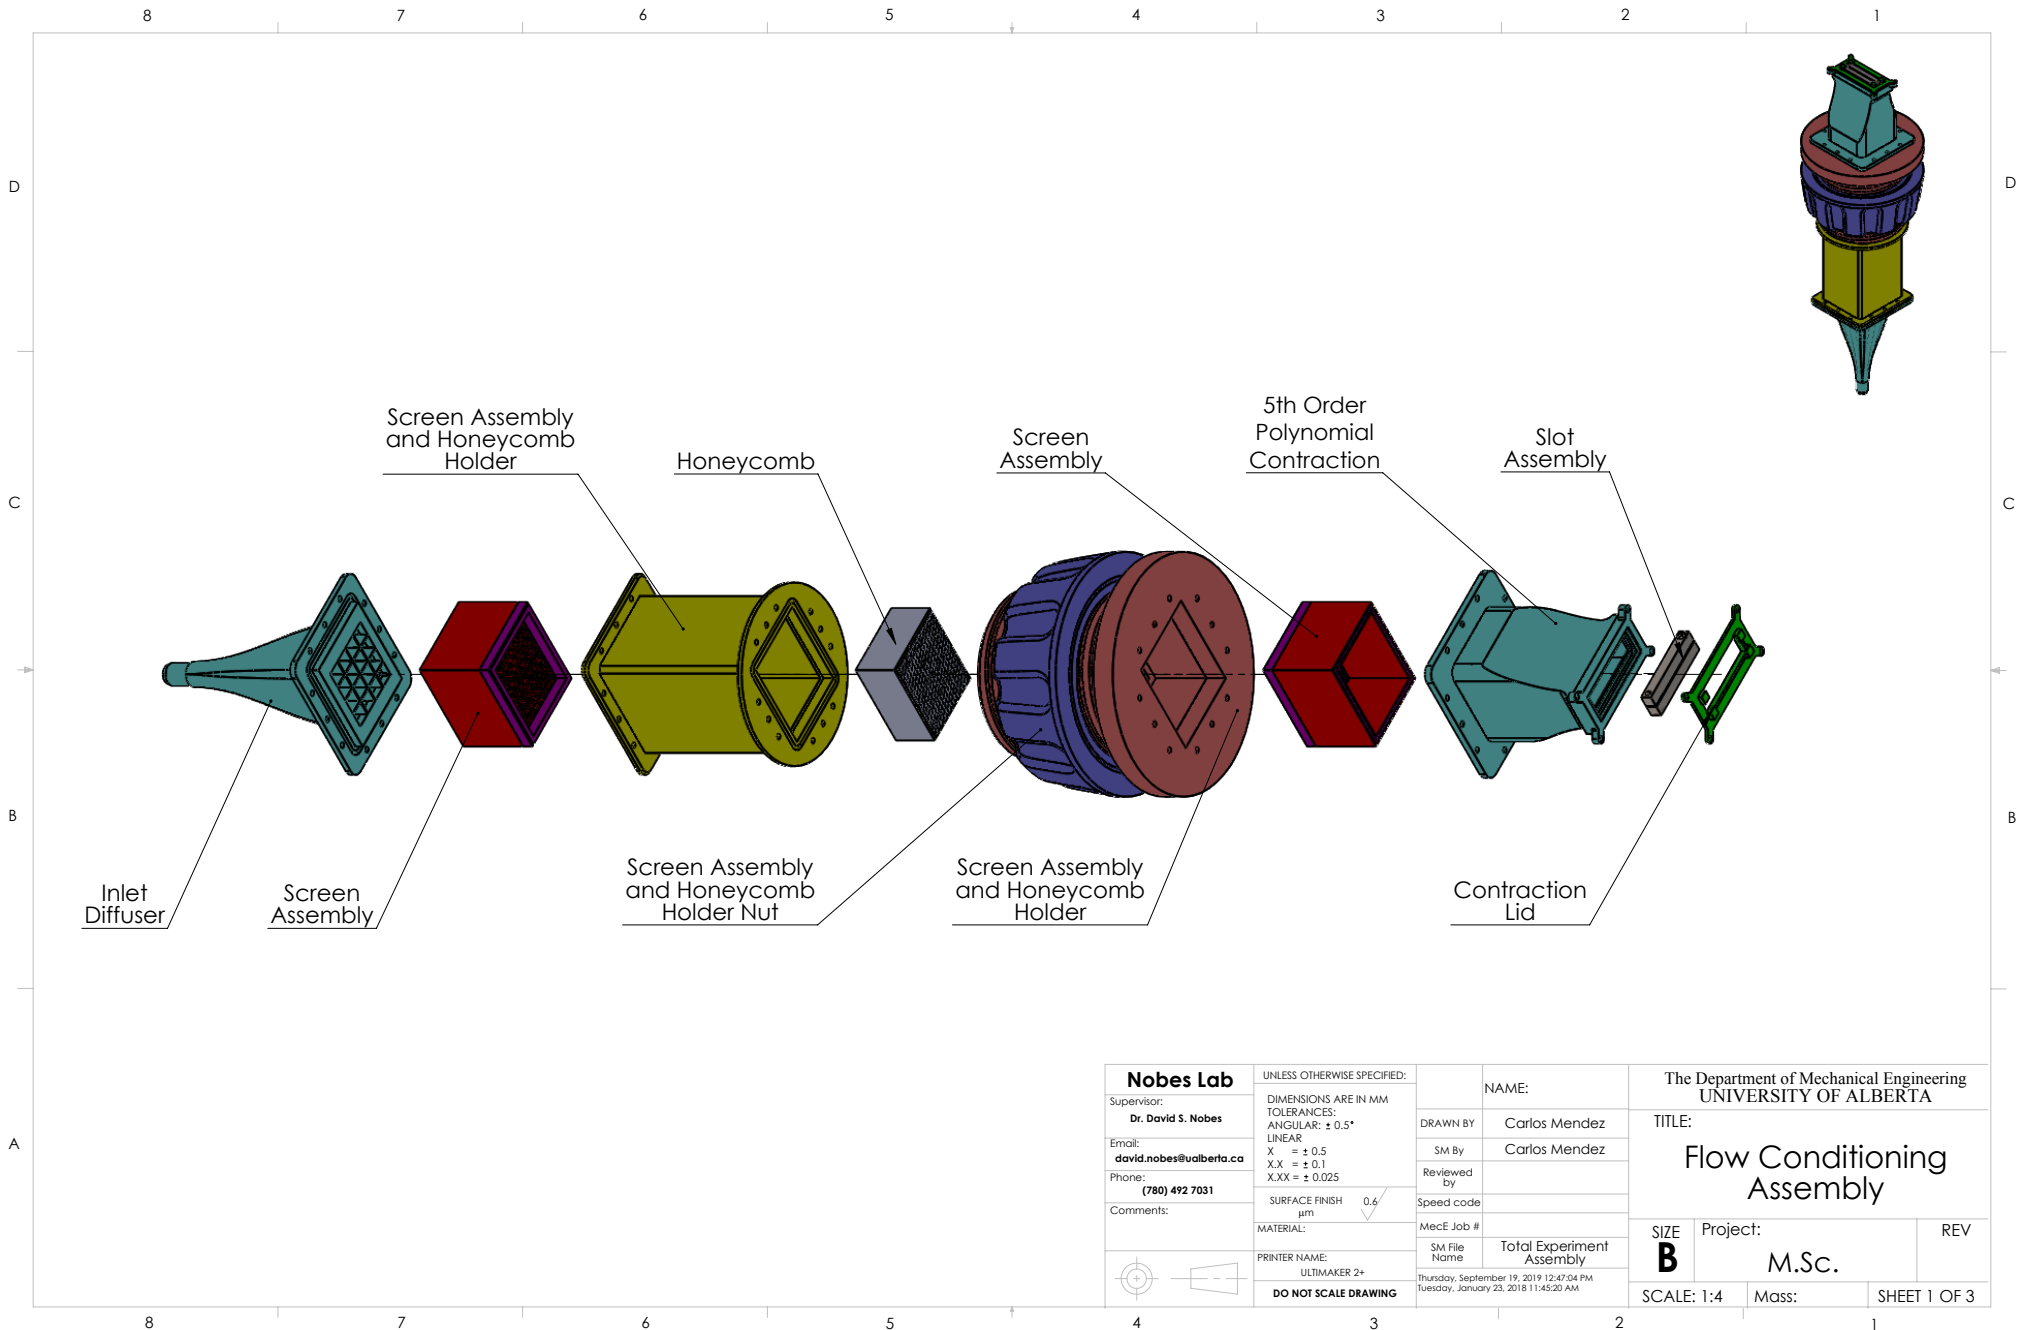 8 7 6 5 4 3 2 1
D
D
Screen Assembly
and Honeycomb
Holder
Honeycomb
Screen
Assembly
5th Order
Polynomial
Contraction
Slot
Assembly
C
C
B
B
Inlet
Diffuser
Screen
Assembly
Screen Assembly
and Honeycomb
Holder Nut
Screen Assembly
and Honeycomb
Holder
Contraction
Lid
A
Nobes Lab
Supervisor:
Dr. David S. Nobes
Email:
david.nobes@ualberta.ca
Phone:
(780) 492 7031
Comments:
UNLESS OTHERWISE SPECIFIED:
DIMENSIONS ARE IN MM
TOLERANCES:
ANGULAR: ± 0.5°
LINEAR
X = ± 0.5
X.X = ± 0.1
X.XX = ± 0.025
SURFACE FINISH 0.6
µm
MATERIAL:
PRINTER NAME:
ULTIMAKER 2+
DO NOT SCALE DRAWING
NAME:
DRAWN BY Carlos Mendez
SM By Carlos Mendez
Reviewed
by
Speed code
MecE Job #
SM File
Name
Total Experiment
Assembly
Thursday, September 19, 2019 12:47:04 PM
Tuesday, January 23, 2018 11:45:20 AM
The Department of Mechanical Engineering
UNIVERSITY OF ALBERTA
TITLE:
Flow Conditioning
Assembly
SIZE
B
Project:
M.Sc.
REV
SCALE: 1:4 Mass: SHEET 1 OF 3
8 7 6 5 4 3 2 1